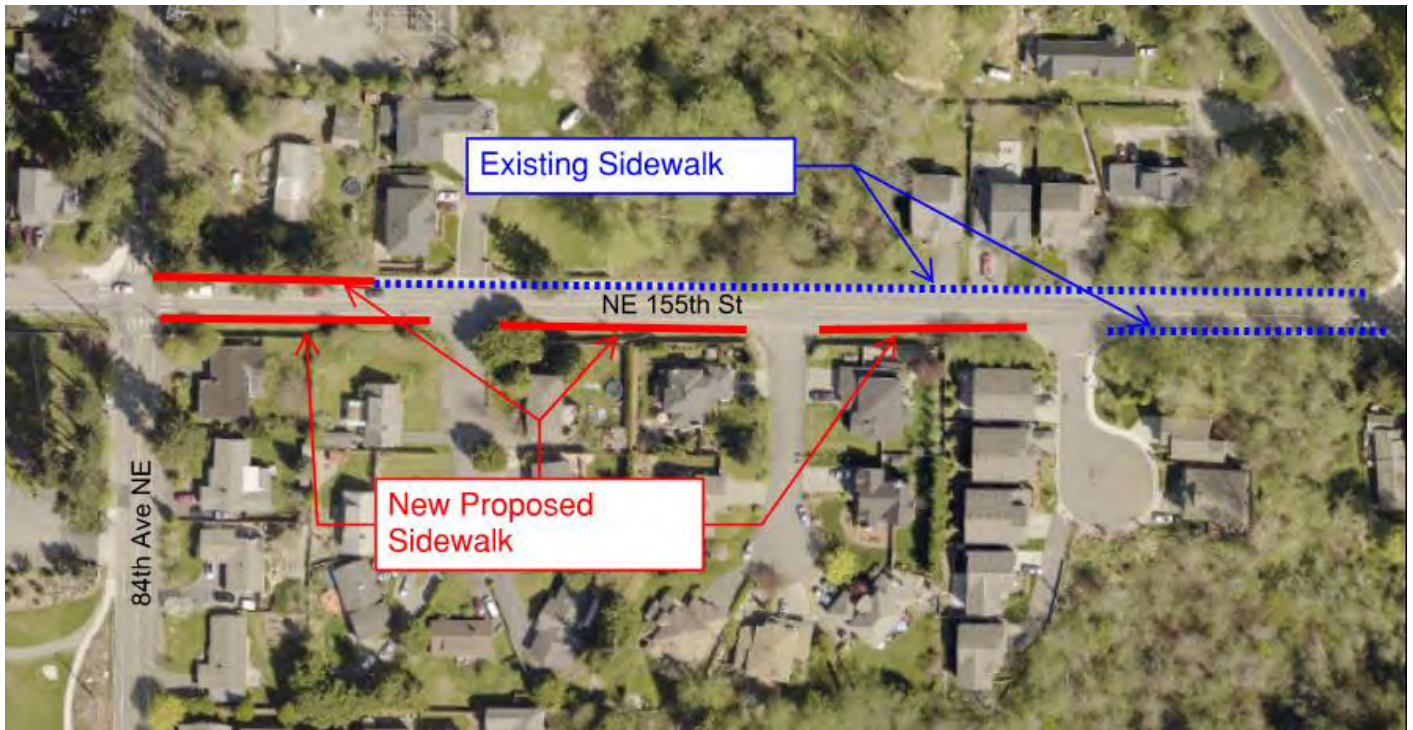 Existing Sidewalk
NE 155th St
New Proposed
Sidewalk
84th Ave NE